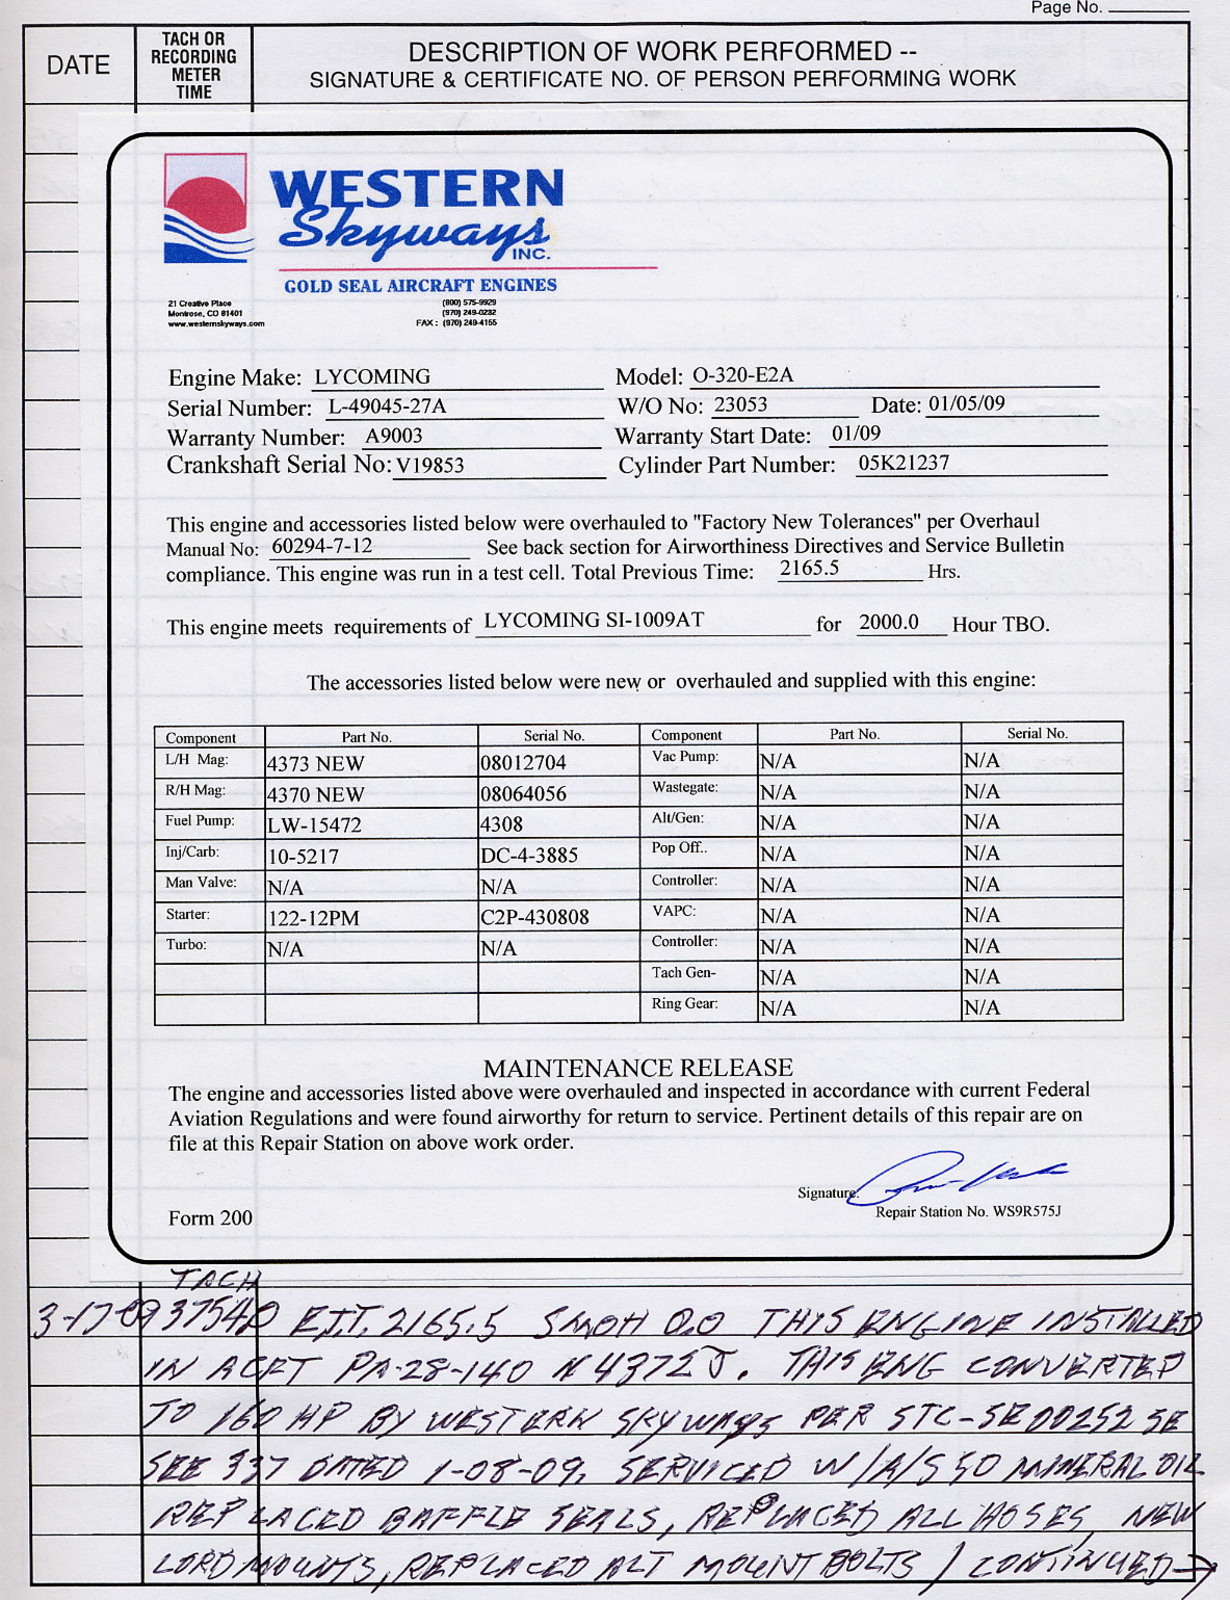 Page No.
DATE
TACH OR
RECORDING
METER
TIME
DESCRIPTION OF WORK PERFORMED --
SIGNATURE & CERTIFICATE NO. OF PERSON PERFORMING WORK
WESTERN
Skyways
INC.
GOLD SEAL AIRCRAFT ENGINES
21 Creative Place (800) 575-9929
Montrose, CO 81401 (970) 249-0232
www.westernskyways.com FAX : (970) 249-4155
Engine Make: LYCOMING Model: O-320-E2A
Serial Number: L-49045-27A W/O No: 23053 Date: 01/05/09
Warranty Number: A9003 Warranty Start Date: 01/09
Crankshaft Serial No: V19853 Cylinder Part Number: 05K21237
This engine and accessories listed below were overhauled to "Factory New Tolerances" per Overhaul
Manual No: 60294-7-12 See back section for Airworthiness Directives and Service Bulletin
compliance. This engine was run in a test cell. Total Previous Time: 2165.5 Hrs.
This engine meets requirements of LYCOMING SI-1009AT for 2000.0 Hour TBO.
The accessories listed below were new or overhauled and supplied with this engine:
Component Part No. Serial No. Component Part No. Serial No.
L/H Mag: 4373 NEW 08012704 Vac Pump: N/A N/A
R/H Mag: 4370 NEW 08064056 Wastegate: N/A N/A
Fuel Pump: LW-15472 4308 Alt/Gen: N/A N/A
Inj/Carb: 10-5217 DC-4-3885 Pop Off.. N/A N/A
Man Valve: N/A N/A Controller: N/A N/A
Starter: 122-12PM C2P-430808 VAPC: N/A N/A
Turbo: N/A N/A Controller: N/A N/A
Tach Gen- N/A N/A
Ring Gear: N/A N/A
MAINTENANCE RELEASE
The engine and accessories listed above were overhauled and inspected in accordance with current Federal
Aviation Regulations and were found airworthy for return to service. Pertinent details of this repair are on
file at this Repair Station on above work order.
Signature:
Repair Station No. WS9R575J
Form 200
TACH
3-17-09 E.T.T. 2165.5 SMOH 0.0 THIS ENGINE INSTALLED
IN ACFT PA-28-140 N4372J. THIS ENG CONVERTED
TO 160 HP BY WESTERN SKYWAYS PER STC-SE00252SE
SEE 337 DATED 1-08-09. SERVICED W/A/S 50 MINERAL OIL
REPLACED BAFFLE SEALS, REPLACED ALL HOSES, NEW
LORD MOUNTS, REPLACED ALT MOUNT BOLTS / CONTINUED →